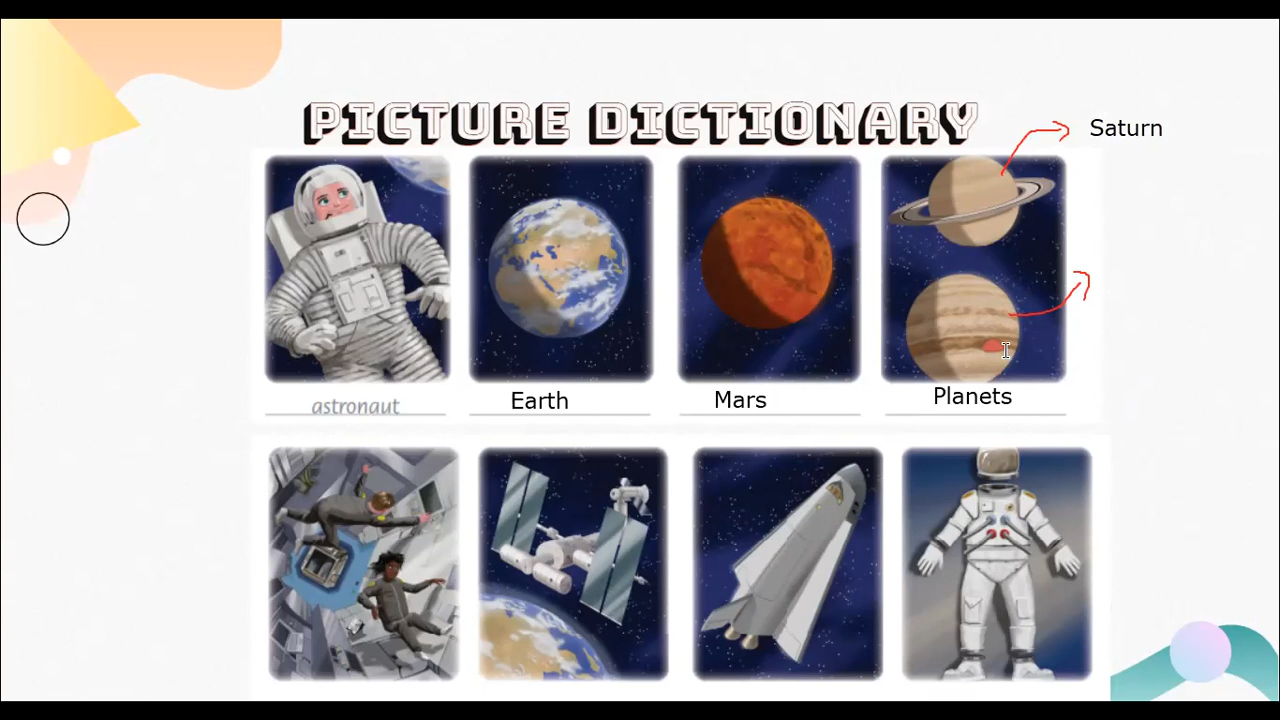 PICTURE DICTIONARY
Saturn
astronaut
Earth
Mars
Planets